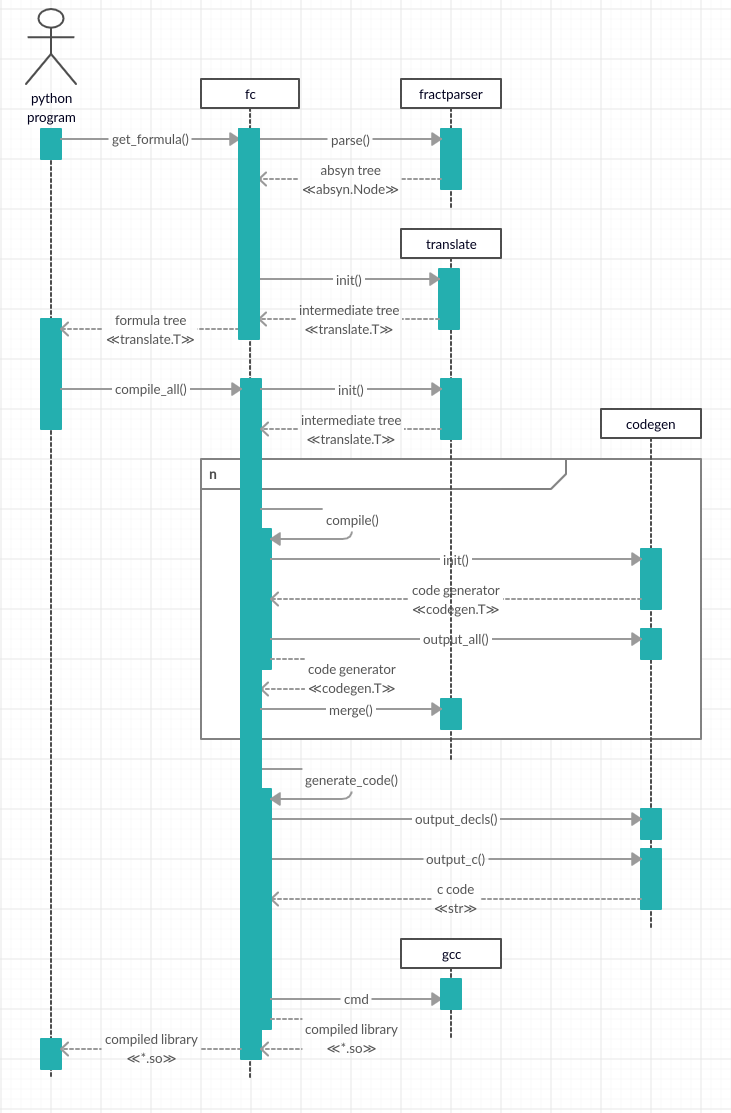 python
program
fc
fractparser
get_formula()
parse()
absyn tree
≪absyn.Node≫
translate
init()
intermediate tree
≪translate.T≫
formula tree
≪translate.T≫
compile_all()
init()
intermediate tree
≪translate.T≫
codegen
n
compile()
init()
code generator
≪codegen.T≫
output_all()
code generator
≪codegen.T≫
merge()
generate_code()
output_decls()
output_c()
c code
≪str≫
gcc
cmd
compiled library
≪*.so≫
compiled library
≪*.so≫